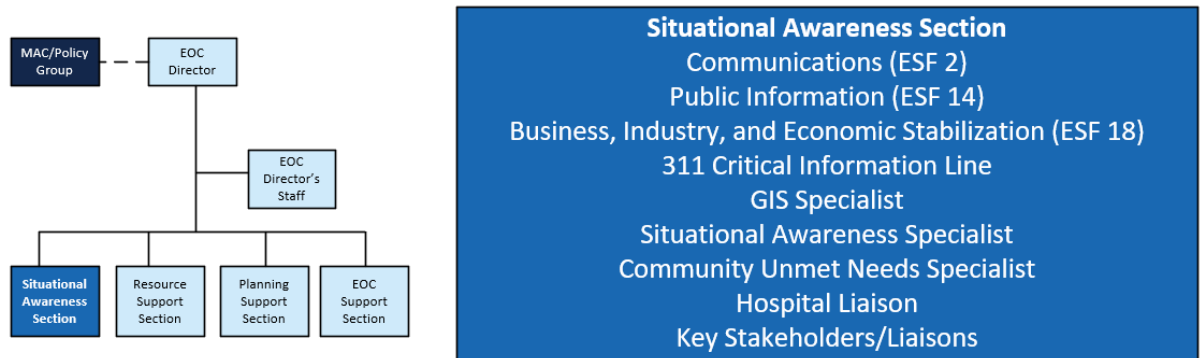 MAC/Policy
Group
EOC
Director
EOC
Director's
Staff
Situational
Awareness
Section
Resource
Support
Section
Planning
Support
Section
EOC
Support
Section
Situational Awareness Section
Communications (ESF 2)
Public Information (ESF 14)
Business, Industry, and Economic Stabilization (ESF 18)
311 Critical Information Line
GIS Specialist
Situational Awareness Specialist
Community Unmet Needs Specialist
Hospital Liaison
Key Stakeholders/Liaisons